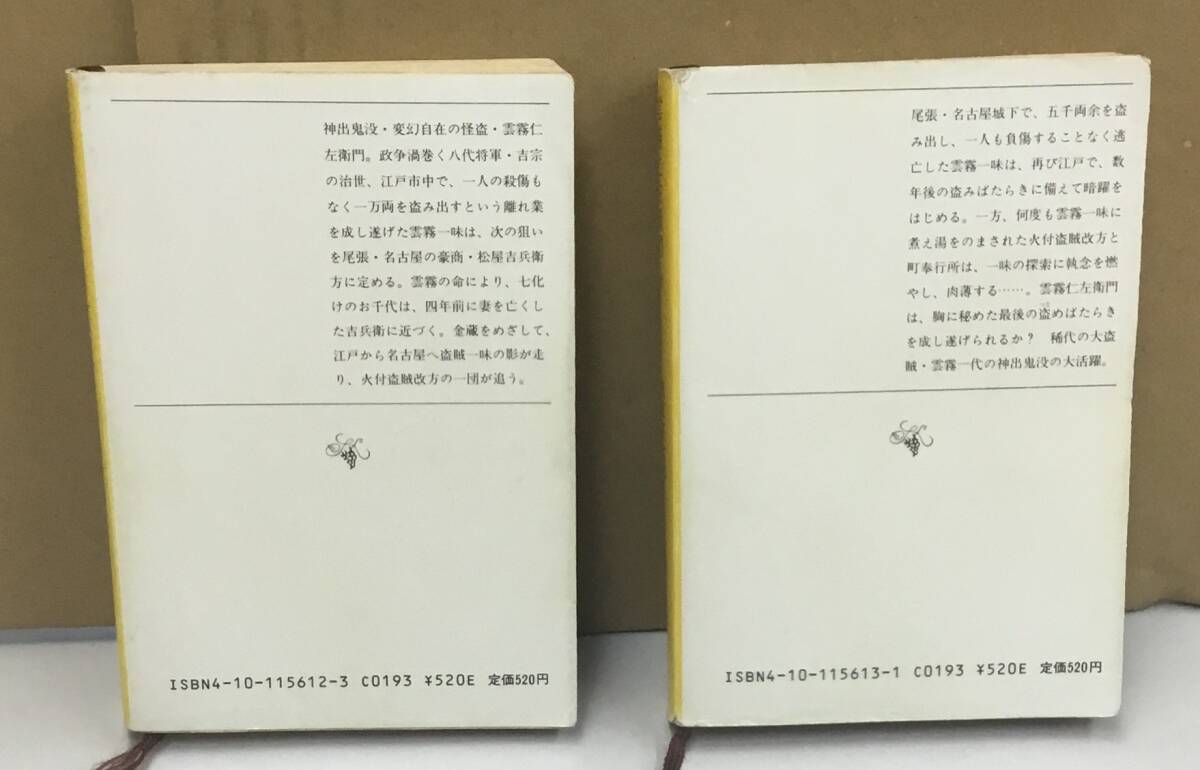 神出鬼没・変幻自在の怪盗・雲霧仁
左衛門。政争渦巻く八代将軍・吉宗
の治世、江戸市中で、一人の殺傷も
なく一万両を盗み出すという離れ業
を成し遂げた雲霧一味は、次の狙い
を尾張・名古屋の豪商・松屋吉兵衛
方に定める。雲霧の命により、七化
けのお千代は、四年前に妻を亡くし
た吉兵衛に近づく。金蔵をめざして、
江戸から名古屋へ盗賊一味の影が走
り、火付盗賊改方の一団が追う。
ISBN4-10-115612-3 C0193 ¥520E 定価520円
尾張・名古屋城下で、五千両余を盗
み出し、一人も負傷することなく逃
亡した雲霧一味は、再び江戸で、数
年後の盗みばたらきに備えて暗躍を
はじめる。一方、何度も雲霧一味に
煮え湯をのまされた火付盗賊改方と
町奉行所は、一味の探索に執念を燃
やし、肉薄する……。雲霧仁左衛門
は、胸に秘めた最後の盗めばたらき
を成し遂げられるか? 稀代の大盗
賊・雲霧一代の神出鬼没の大活躍。
ISBN4-10-115613-1 C0193 ¥520E 定価520円